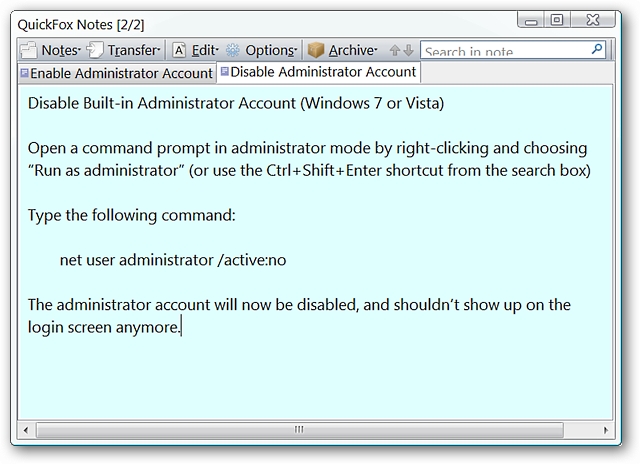 QuickFox Notes [2/2]
Notes Transfer Edit Options Archive Search in note
Enable Administrator Account Disable Administrator Account
Disable Built-in Administrator Account (Windows 7 or Vista)
Open a command prompt in administrator mode by right-clicking and choosing
“Run as administrator” (or use the Ctrl+Shift+Enter shortcut from the search box)
Type the following command:
net user administrator /active:no
The administrator account will now be disabled, and shouldn’t show up on the
login screen anymore.